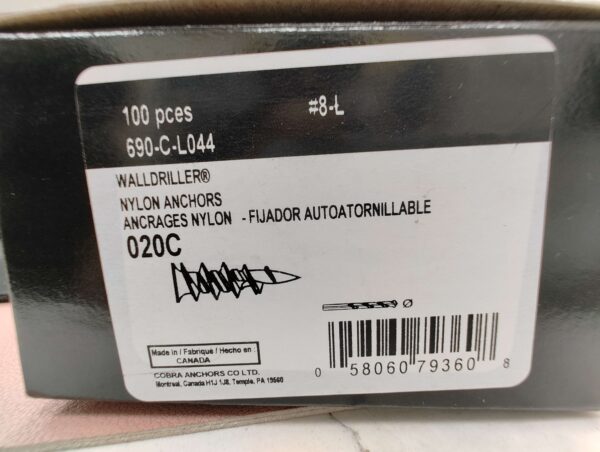 100 pces #8-L
690-C-L044
WALLDRILLER®
NYLON ANCHORS
ANCRAGES NYLON - FIJADOR AUTOATORNILLABLE
020C
Ø
Made in / Fabriqué / Hecho en
CANADA
COBRA ANCHORS CO LTD.
Montreal, Canada H1J 1J8, Temple, PA 19560
0 58060 79360 8